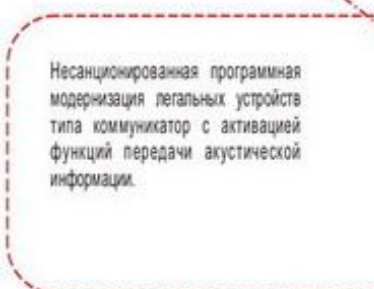 Несанкционированная программная
модернизация легальных устройств
типа коммуникатор с активацией
функций передачи акустической
информации.